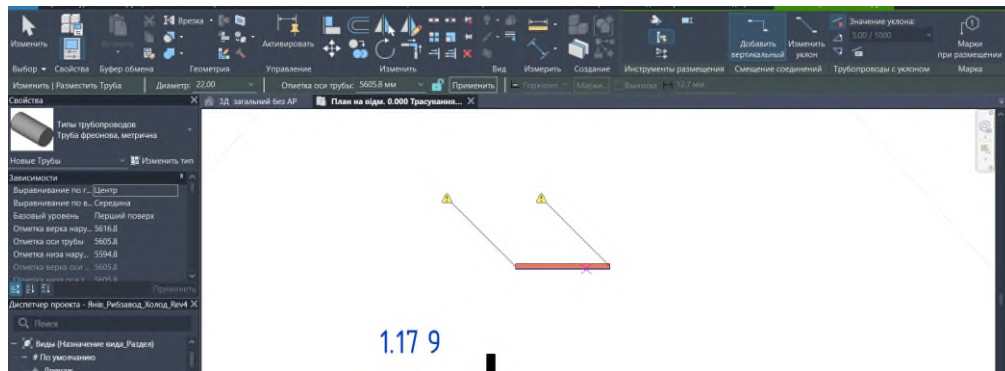 Врезка
Активировать
Изменить
Вставить
Добавить вертикальный
Изменить уклон
Значение уклона:
5,00 / 1000
Марки при размещении
Выбор
Свойства
Буфер обмена
Геометрия
Управление
Изменить
Вид
Измерить
Создание
Инструменты размещения
Смещение соединений
Трубопроводы с уклоном
Марка
Изменить | Разместить Труба
Диаметр: 22,00
Отметка оси трубы: 5605.8 мм
Применить
Горизонт
Марки...
Выноска
12.7 мм
Свойства
3Д загальний без АР
План на відм. 0.000 Трасування...
Типы трубопроводов
Труба фреонова, метрична
Новые Трубы
Изменить тип
Зависимости
Выравнивание по г... Центр
Выравнивание по в... Середина
Базовый уровень Перший поверх
Отметка верха нару... 5616.8
Отметка оси трубы 5605.8
Отметка низа нару... 5594.8
Отметка верха оси ... 5605.8
Применить
Диспетчер проекта - Янів_Рибзавод_Холод_Rev4
Поиск
Виды (Назначение вида_Раздел)
# По умолчанию
1.17 9